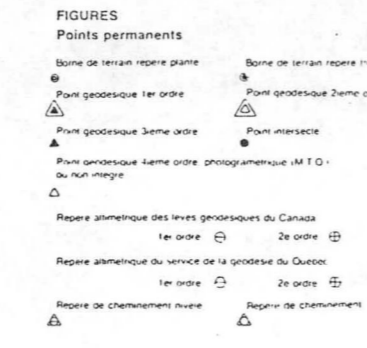 FIGURES
Points permanents
Borne de terrain repere plante Borne de terrain repere
Point geodesique 1er ordre Point geodesique 2ieme
Point geodesique 3ieme ordre Point intersecte
Point geodesique 4ieme ordre photogrametrique (M T Q)
ou non integre
Repere altimetrique des leves geodesiques du Canada
1er ordre 2e ordre
Repere altimetrique du service de la geodesie du Quebec
1er ordre 2e ordre
Repere de cheminement nivele Repere de cheminement